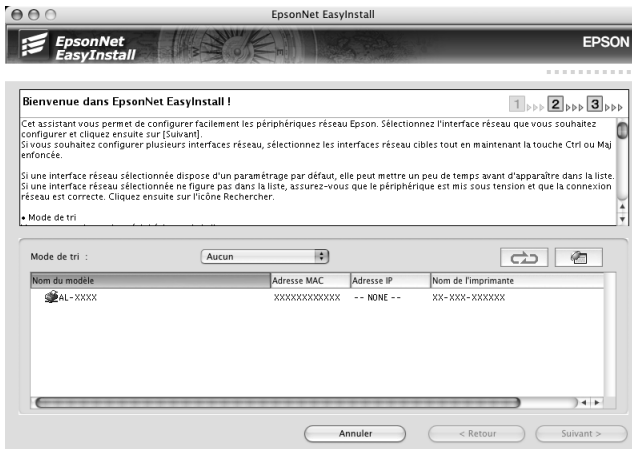 EpsonNet EasyInstall
EpsonNet
EasyInstall
EPSON
Bienvenue dans EpsonNet EasyInstall !
1 2 3
Cet assistant vous permet de configurer facilement les périphériques réseau Epson. Sélectionnez l'interface réseau que vous souhaitez
configurer et cliquez ensuite sur [Suivant].
Si vous souhaitez configurer plusieurs interfaces réseau, sélectionnez les interfaces réseau cibles tout en maintenant la touche Ctrl ou Maj
enfoncée.
Si une interface réseau sélectionnée dispose d'un paramétrage par défaut, elle peut mettre un peu de temps avant d'apparaître dans la liste.
Si une interface réseau sélectionnée ne figure pas dans la liste, assurez-vous que le périphérique est mis sous tension et que la connexion
réseau est correcte. Cliquez ensuite sur l'icône Rechercher.
• Mode de tri
Mode de tri : Aucun
Nom du modèle Adresse MAC Adresse IP Nom de l'imprimante
AL-XXXX XXXXXXXXXXXX -- NONE -- XX-XXX-XXXXXX
Annuler < Retour Suivant >